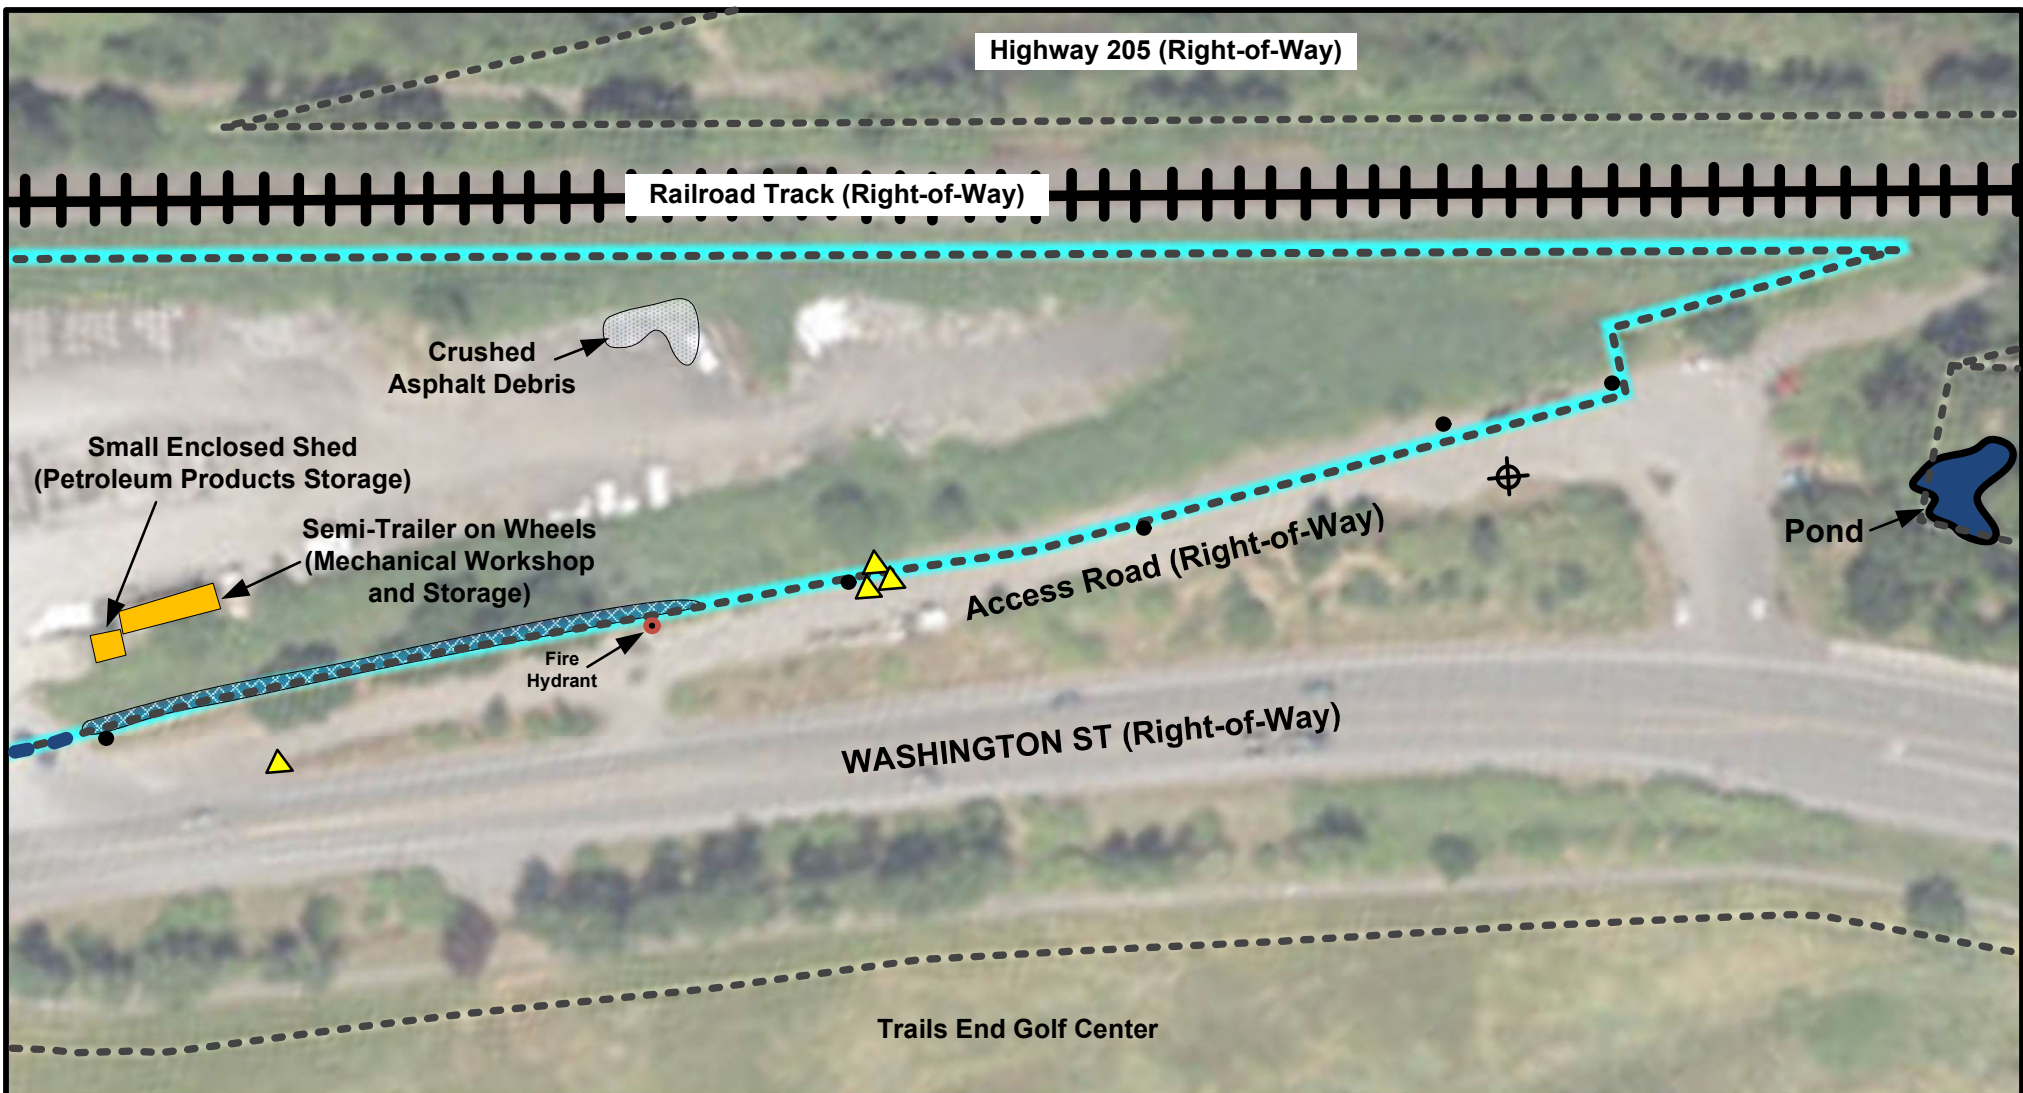 Highway 205 (Right-of-Way)
Railroad Track (Right-of-Way)
Crushed
Asphalt Debris
Small Enclosed Shed
(Petroleum Products Storage)
Semi-Trailer on Wheels
(Mechanical Workshop
and Storage)
Pond
Access Road (Right-of-Way)
Fire
Hydrant
WASHINGTON ST (Right-of-Way)
Trails End Golf Center